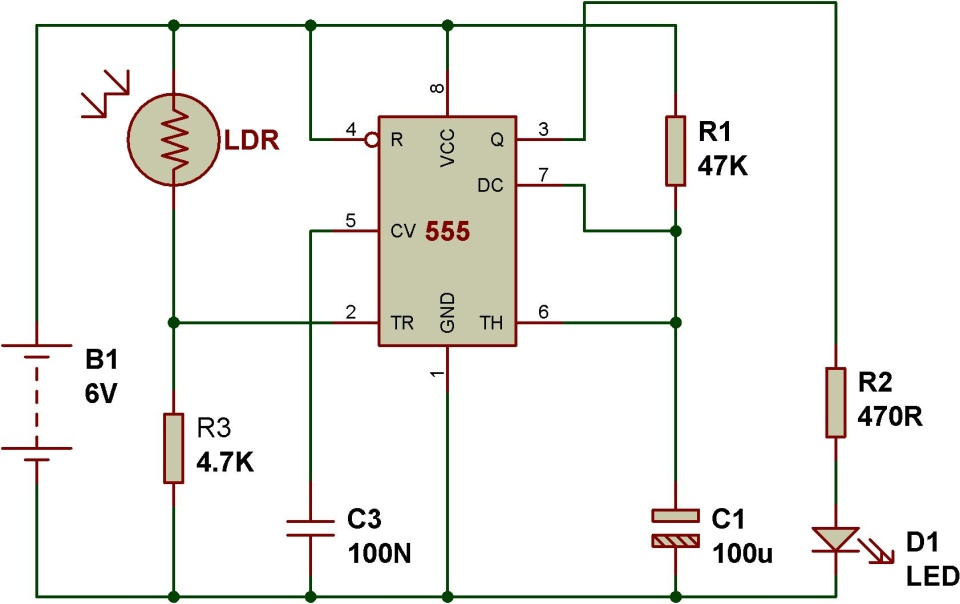 8
LDR
4
R
VCC
Q
3
R1
47K
DC
7
5
CV
555
2
TR
GND
TH
6
1
B1
6V
R3
4.7K
R2
470R
C3
100N
C1
100u
D1
LED